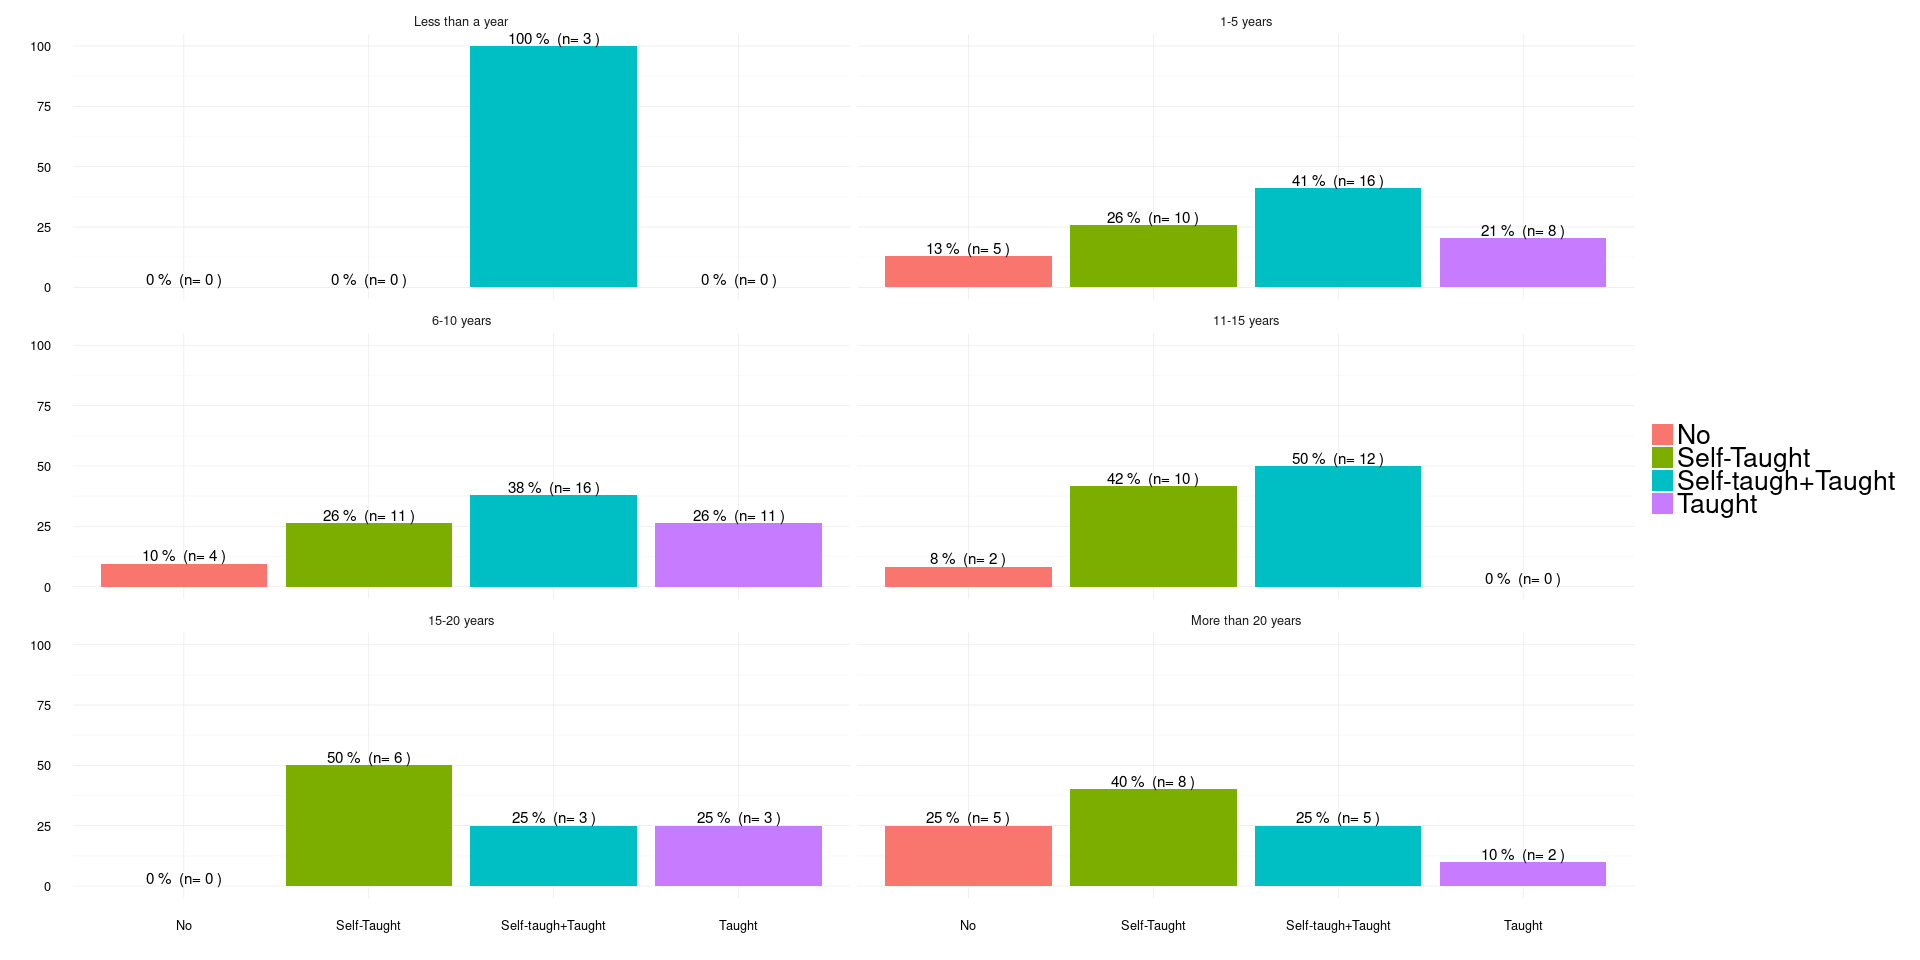 Less than a year
1-5 years
100
75
50
25
0
0 % (n= 0 )
0 % (n= 0 )
100 % (n= 3 )
0 % (n= 0 )
13 % (n= 5 )
26 % (n= 10 )
41 % (n= 16 )
21 % (n= 8 )
6-10 years
11-15 years
100
75
50
25
0
10 % (n= 4 )
26 % (n= 11 )
38 % (n= 16 )
26 % (n= 11 )
8 % (n= 2 )
42 % (n= 10 )
50 % (n= 12 )
0 % (n= 0 )
15-20 years
More than 20 years
100
75
50
25
0
0 % (n= 0 )
50 % (n= 6 )
25 % (n= 3 )
25 % (n= 3 )
25 % (n= 5 )
40 % (n= 8 )
25 % (n= 5 )
10 % (n= 2 )
No
Self-Taught
Self-taugh+Taught
Taught
No
Self-Taught
Self-taugh+Taught
Taught
No
Self-Taught
Self-taugh+Taught
Taught